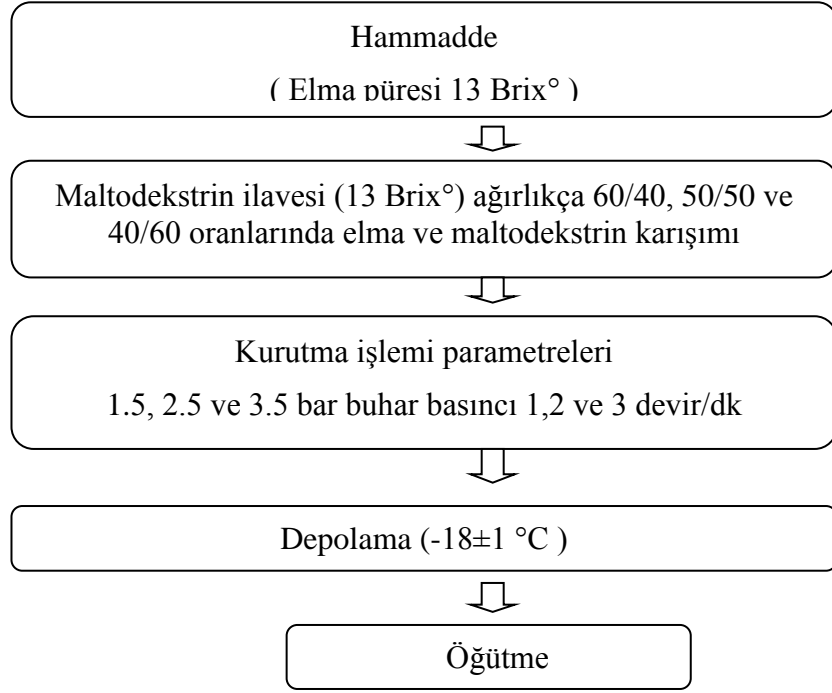 Hammadde
( Elma püresi 13 Brix° )
Maltodekstrin ilavesi (13 Brix°) ağırlıkça 60/40, 50/50 ve
40/60 oranlarında elma ve maltodekstrin karışımı
Kurutma işlemi parametreleri
1.5, 2.5 ve 3.5 bar buhar basıncı 1,2 ve 3 devir/dk
Depolama (-18±1 °C )
Öğütme